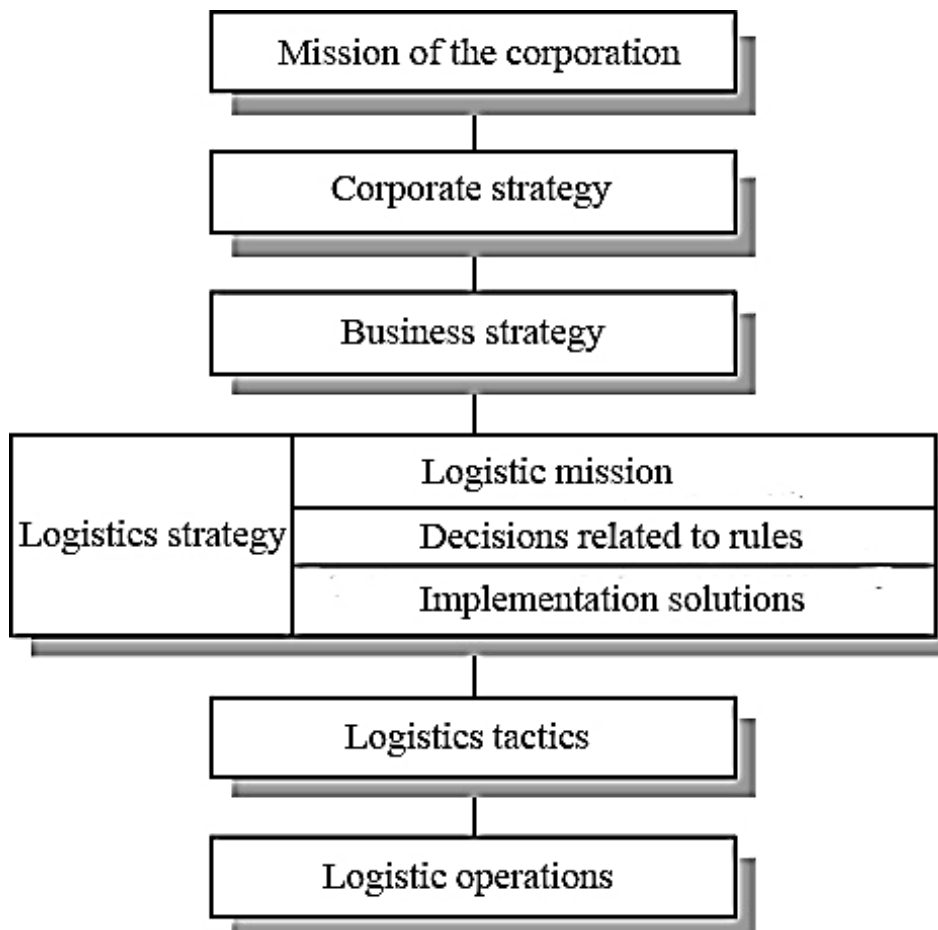 Mission of the corporation
Corporate strategy
Business strategy
Logistics strategy
Logistic mission
Decisions related to rules
Implementation solutions
Logistics tactics
Logistic operations